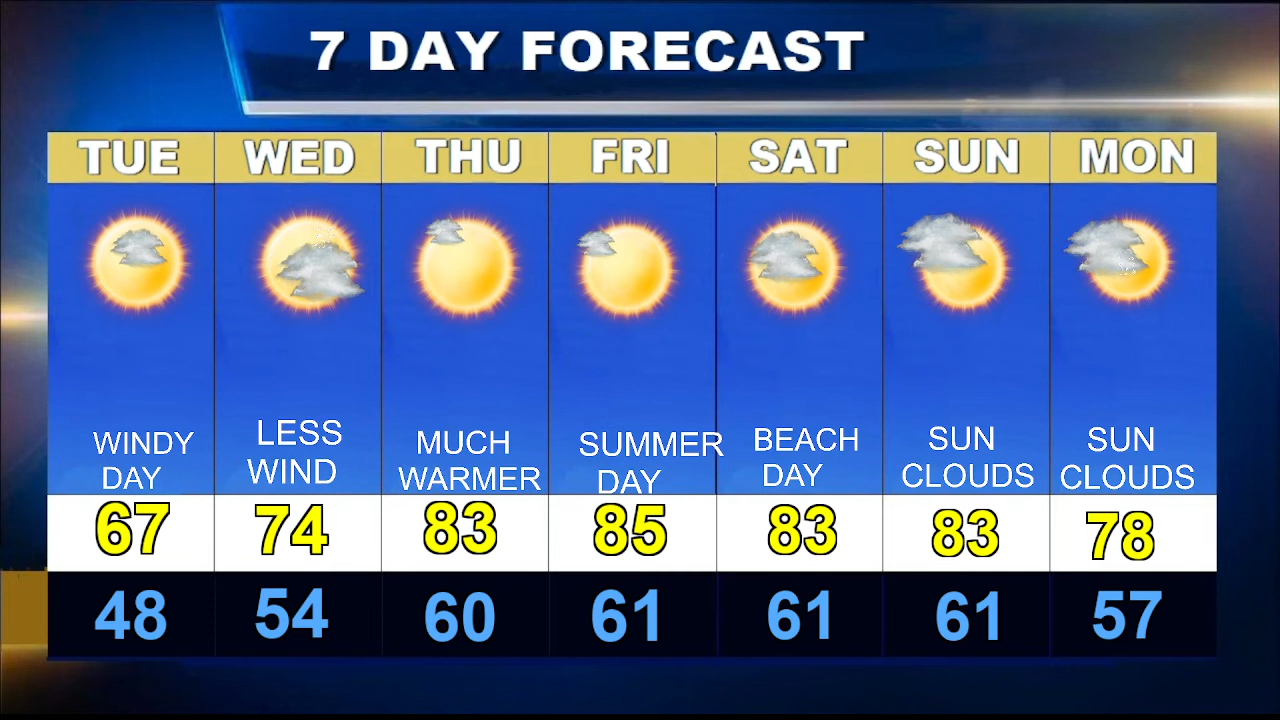 7 DAY FORECAST
TUE WED THU FRI SAT SUN MON
WINDY DAY
LESS WIND
MUCH WARMER
SUMMER DAY
BEACH DAY
SUN CLOUDS
SUN CLOUDS
67 74 83 85 83 83 78
48 54 60 61 61 61 57